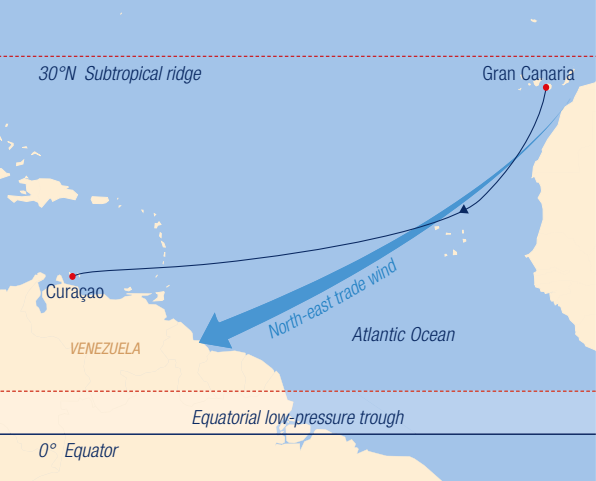 30°N Subtropical ridge
Gran Canaria
Curaçao
North-east trade wind
VENEZUELA
Atlantic Ocean
Equatorial low-pressure trough
0° Equator